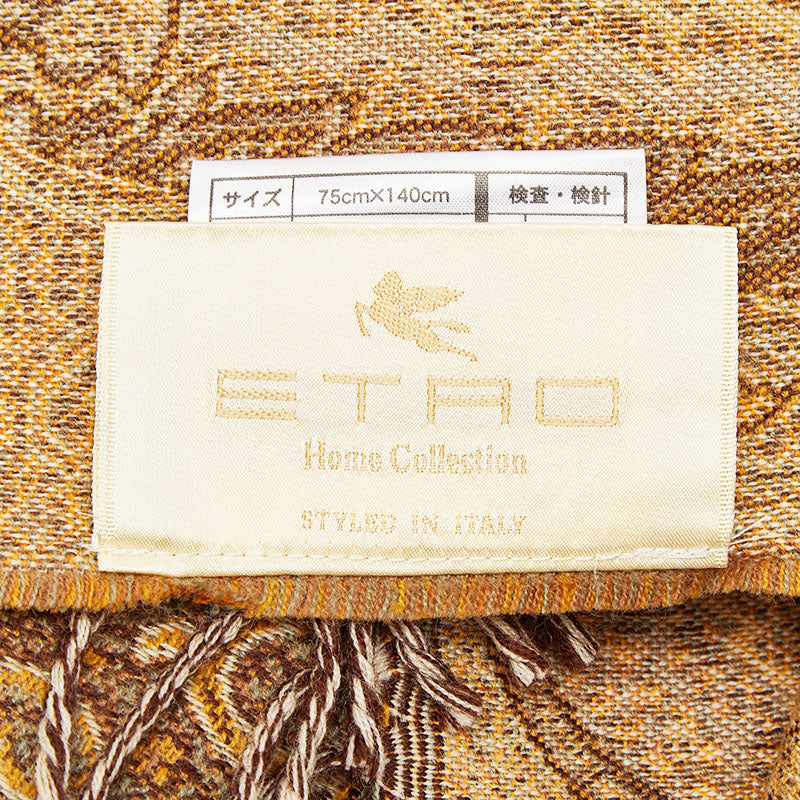 サイズ 75cm×140cm 検査・検針
ETRO
Home Collection
STYLED IN ITALY